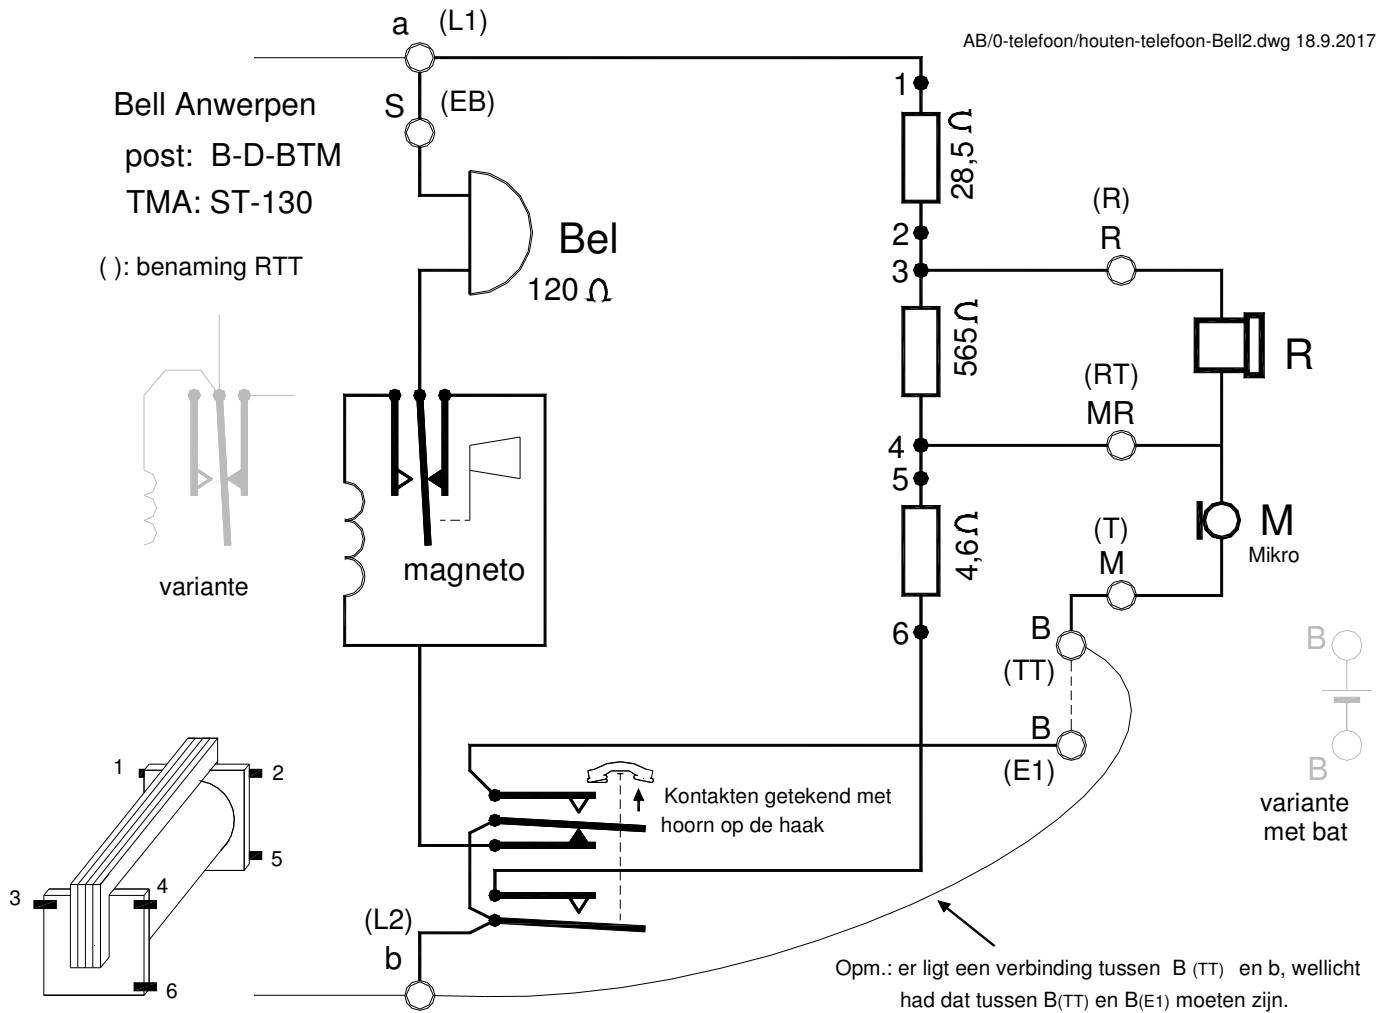 a (L1)
AB/0-telefoon/houten-telefoon-Bell2.dwg 18.9.2017
S (EB)
Bell Anwerpen
post: B-D-BTM
TMA: ST-130
( ): benaming RTT
Bel
120 Ω
1
28,5 Ω
2
3
(R)
R
565Ω
R
(RT)
MR
4
5
4,6Ω
M
Mikro
(T)
M
6
variante
magneto
B
(TT)
B
(E1)
B
B
variante
met bat
Kontakten getekend met
hoorn op de haak
1
2
5
3
4
6
(L2)
b
Opm.: er ligt een verbinding tussen B (TT) en b, wellicht
had dat tussen B(TT) en B(E1) moeten zijn.